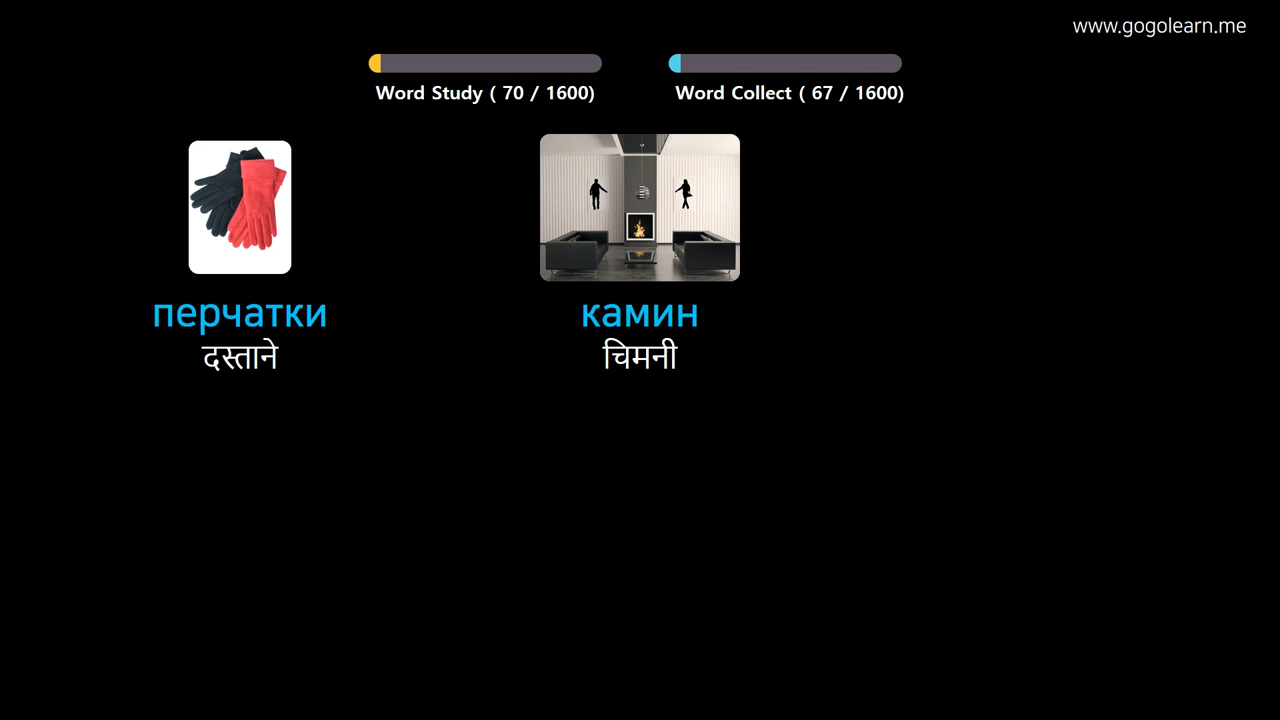 www.gogolearn.me
Word Study ( 70 / 1600)
Word Collect ( 67 / 1600)
перчатки
दस्ताने
камин
चिमनी